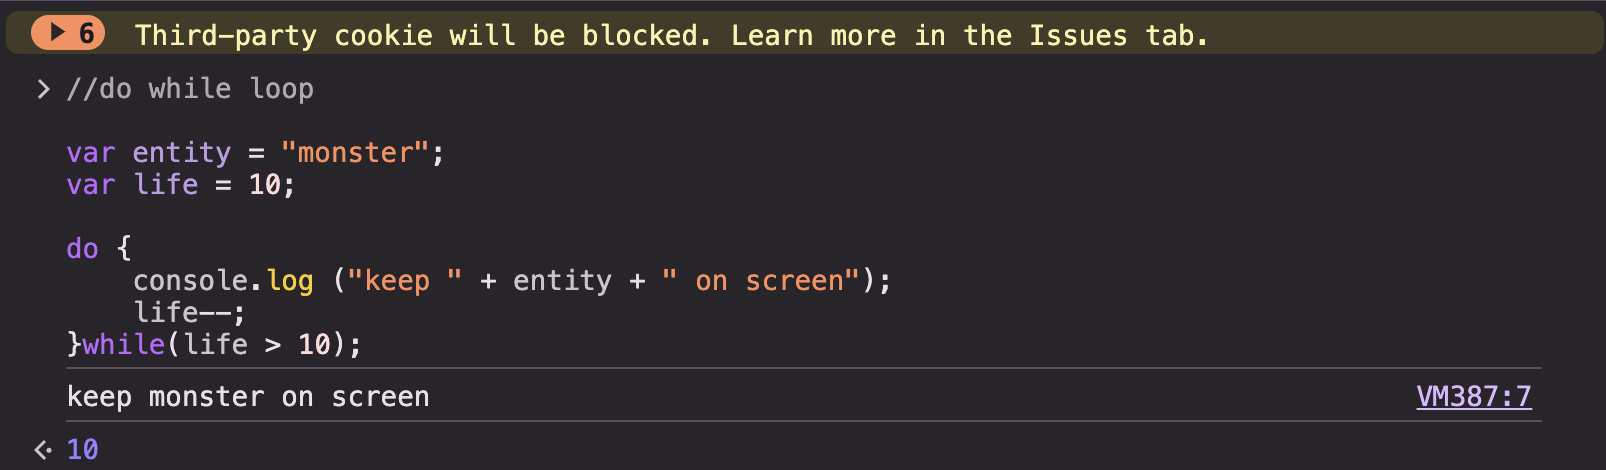 6 Third-party cookie will be blocked. Learn more in the Issues tab.
> //do while loop
var entity = "monster";
var life = 10;
do {
    console.log ("keep " + entity + " on screen");
    life--;
}while(life > 10);
keep monster on screen VM387:7
10